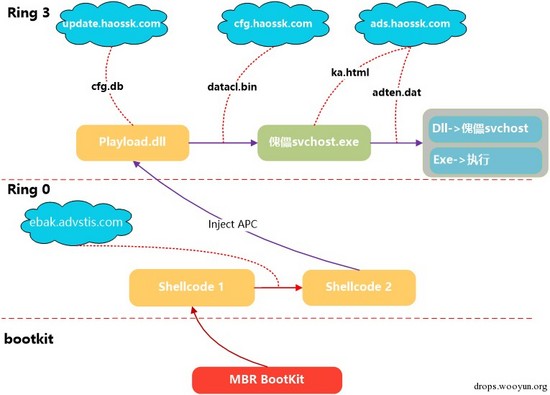 Ring 3
update.haossk.com
cfg.haossk.com
ads.haossk.com
cfg.db
datacl.bin
ka.html
adten.dat
Playload.dll
傀儡svchost.exe
Dll->傀儡svchost
Exe->执行
Ring 0
ebak.advstis.com
Inject APC
Shellcode 1
Shellcode 2
bootkit
MBR BootKit
drops.wooyun.org